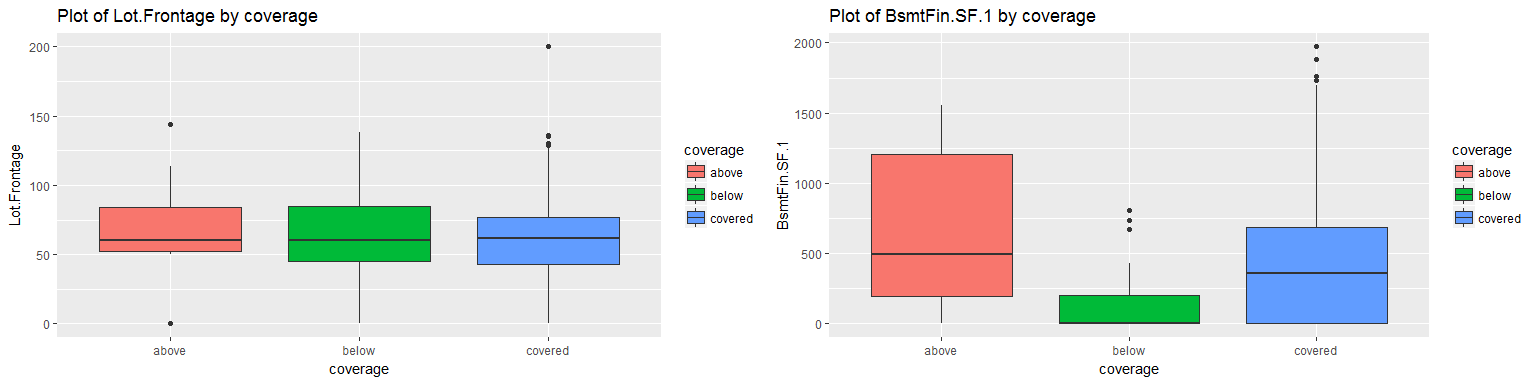 Plot of Lot.Frontage by coverage
200
150
100
50
0
Lot.Frontage
above
below
covered
coverage
coverage
above
below
covered
Plot of BsmtFin.SF.1 by coverage
2000
1500
1000
500
0
BsmtFin.SF.1
above
below
covered
coverage
coverage
above
below
covered